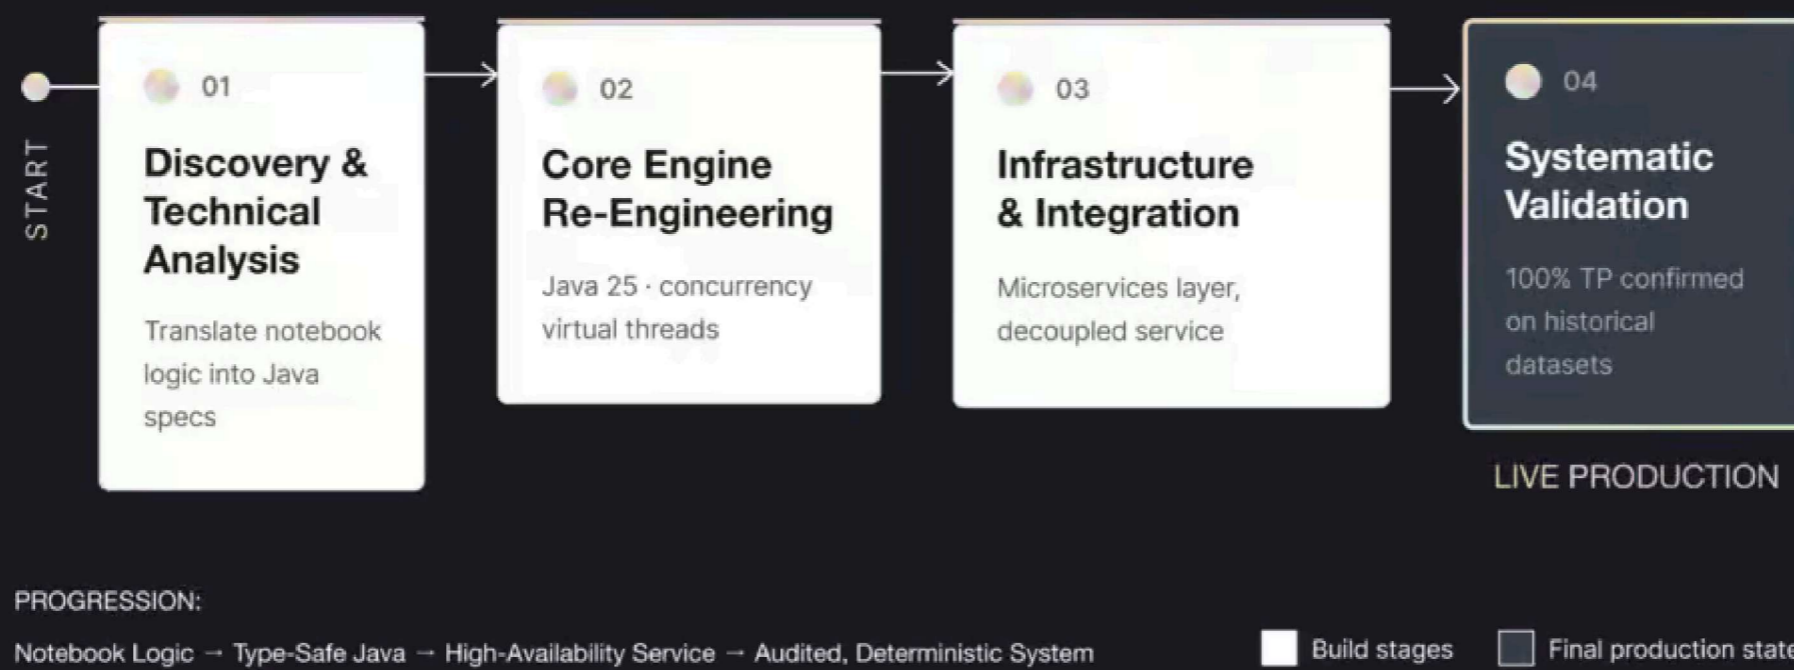 START
01
Discovery &
Technical
Analysis
Translate notebook
logic into Java
specs
02
Core Engine
Re-Engineering
Java 25 · concurrency
virtual threads
03
Infrastructure
& Integration
Microservices layer,
decoupled service
04
Systematic
Validation
100% TP confirmed
on historical
datasets
LIVE PRODUCTION
PROGRESSION:
Notebook Logic → Type-Safe Java → High-Availability Service → Audited, Deterministic System
Build stages
Final production state